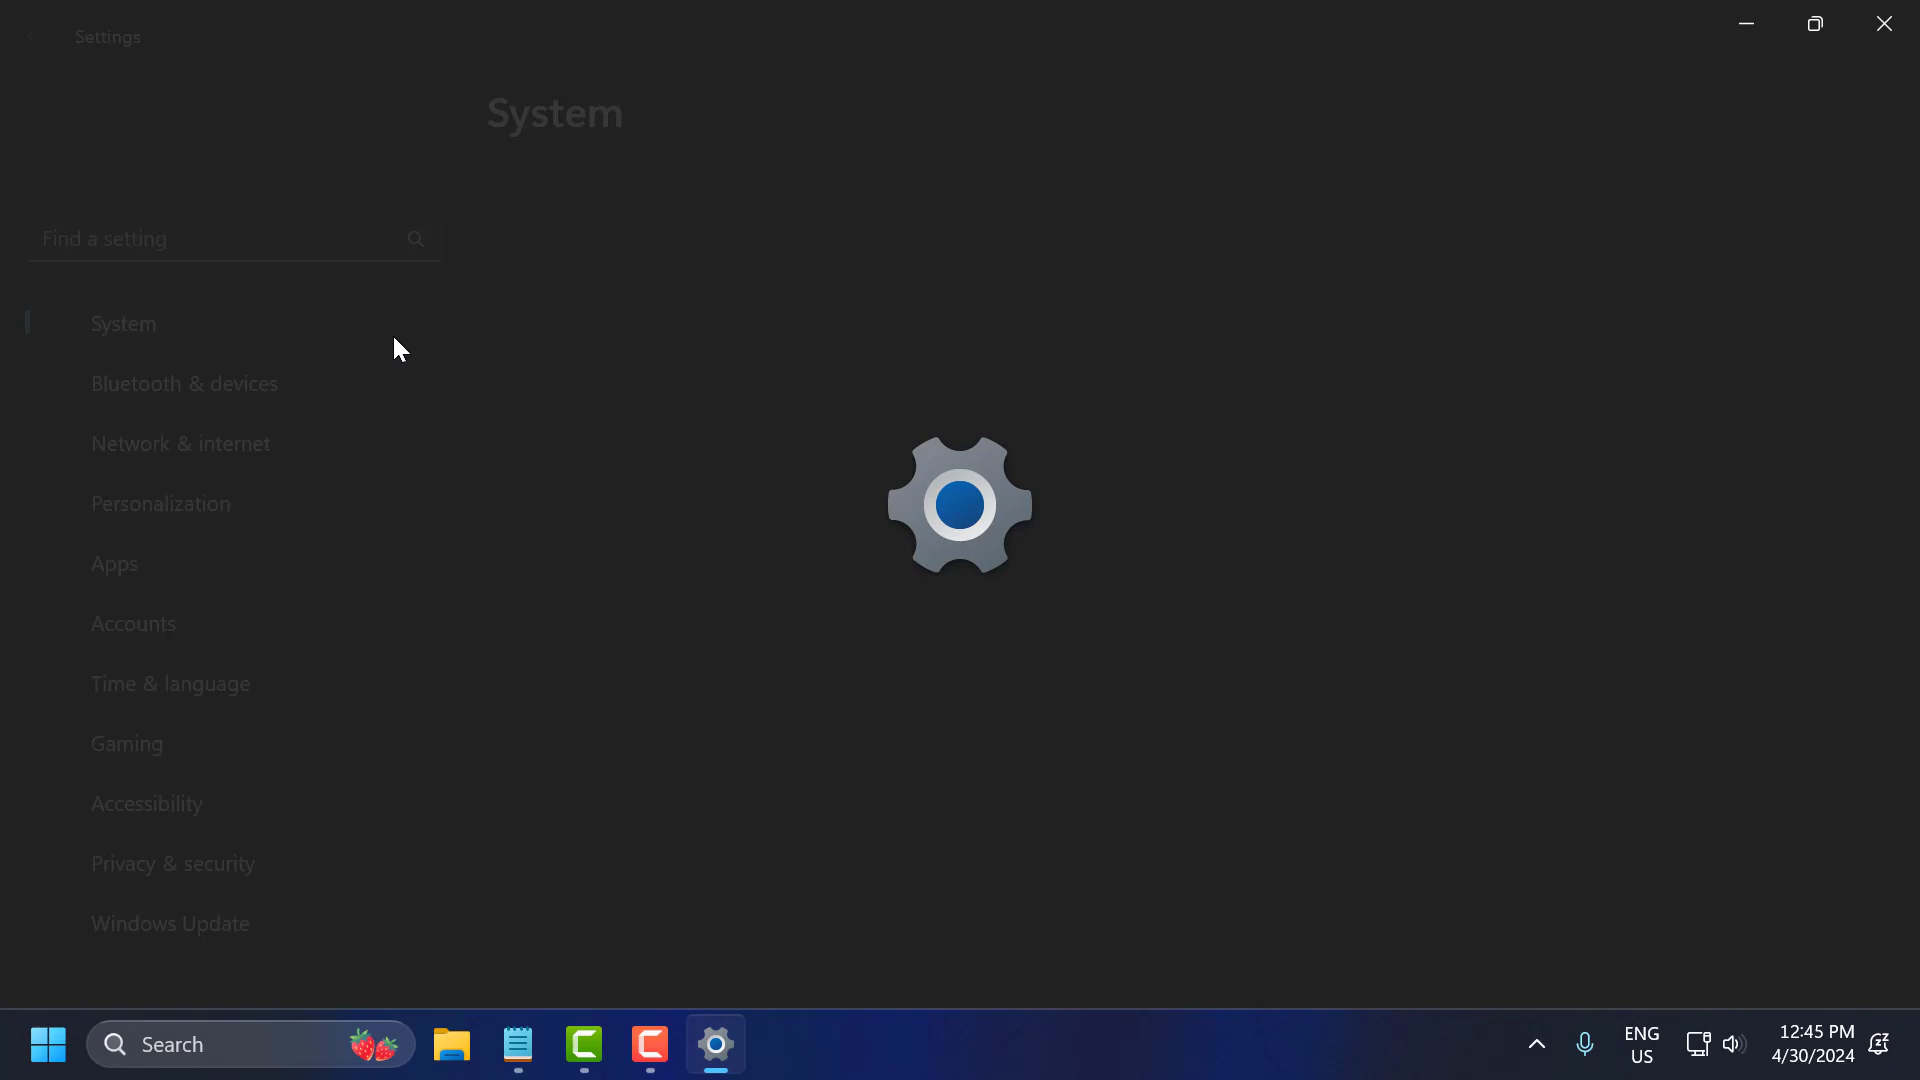 Settings
System
Find a setting
System
Bluetooth & devices
Network & internet
Personalization
Apps
Accounts
Time & language
Gaming
Accessibility
Privacy & security
Windows Update
Search
ENG
US
12:45 PM
4/30/2024